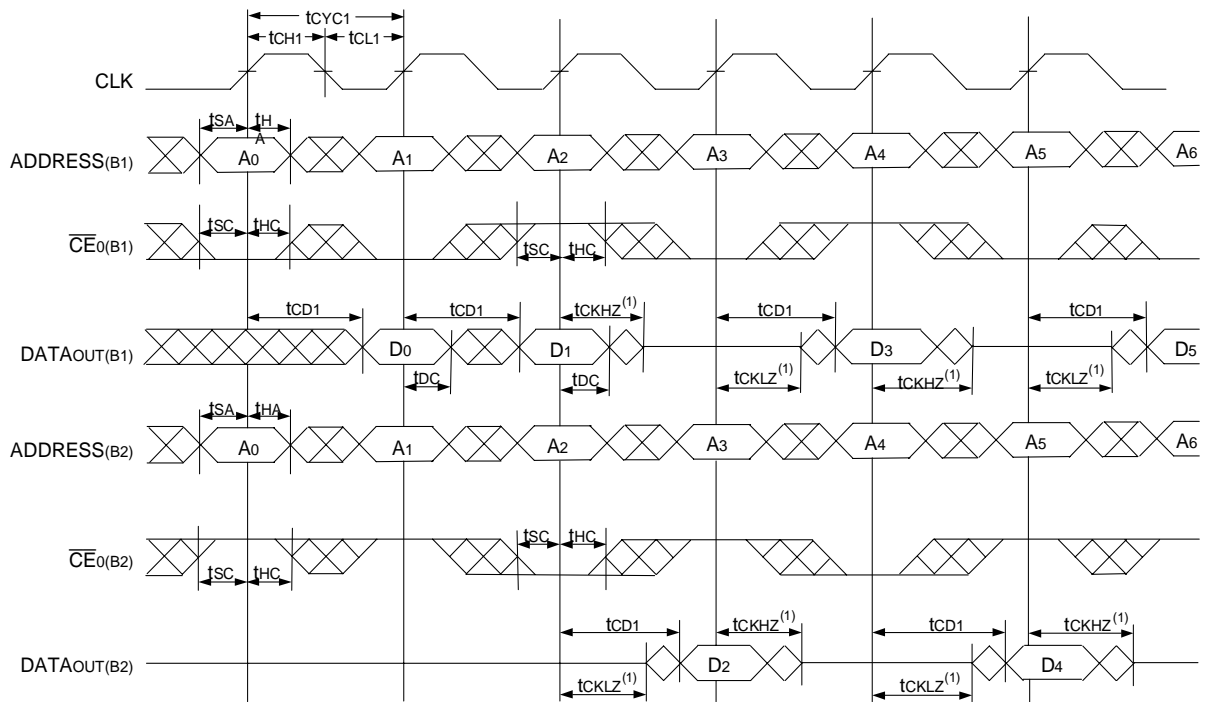 tCYC1
tCH1 tCL1
CLK
tSA tHA
ADDRESS(B1) A0 A1 A2 A3 A4 A5 A6
tSC tHC
CE0(B1)
tSC tHC
tCD1 tCD1 tCKHZ(1) tCD1 tCD1
DATAOUT(B1) D0 D1 D3 D5
tDC tDC tCKLZ(1) tCKHZ(1) tCKLZ(1)
tSA tHA
ADDRESS(B2) A0 A1 A2 A3 A4 A5 A6
tSC tHC
CE0(B2)
tSC tHC
tCD1 tCKHZ(1) tCD1 tCKHZ(1)
DATAOUT(B2) D2 D4
tCKLZ(1) tCKLZ(1)